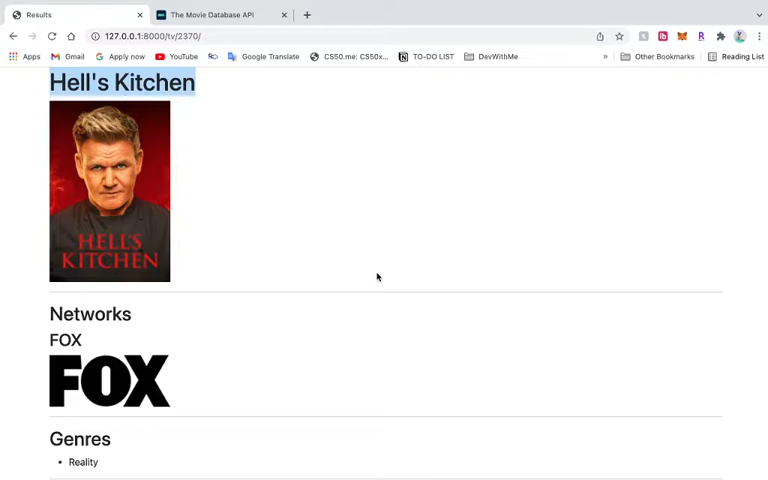 Results
The Movie Database API
127.0.0.1:8000/tv/2370/
Apps
Gmail
Apply now
YouTube
Google Translate
CS50.me: CS50x...
TO-DO LIST
DevWithMe
Other Bookmarks
Reading List
Hell's Kitchen
HELL'S
KITCHEN
Networks
FOX
FOX
Genres
• Reality